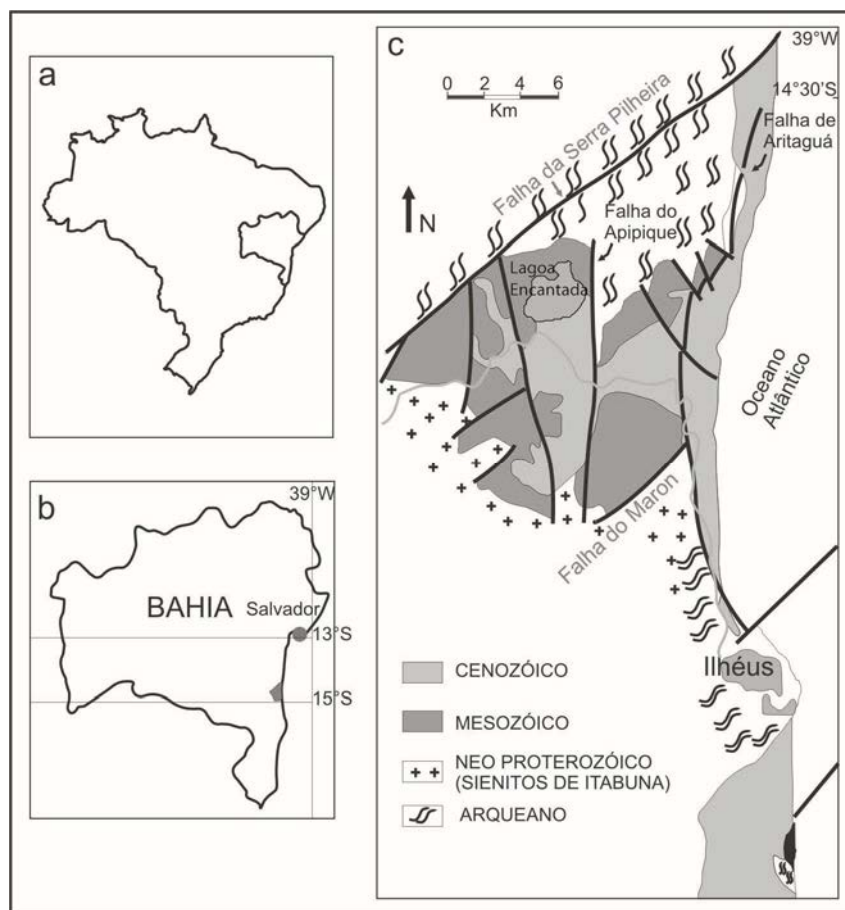 a
b
39°W
BAHIA
Salvador
13°S
15°S
c
0 2 4 6
Km
39°W
14°30'S
Falha de
Aritaguá
Falha da Serra Pilheira
N
Falha do
Apipique
Lagoa
Encantada
Oceano
Atlântico
Falha do Maron
Ilhéus
CENOZÓICO
MESOZÓICO
NEO PROTEROZÓICO
(SIENITOS DE ITABUNA)
ARQUEANO